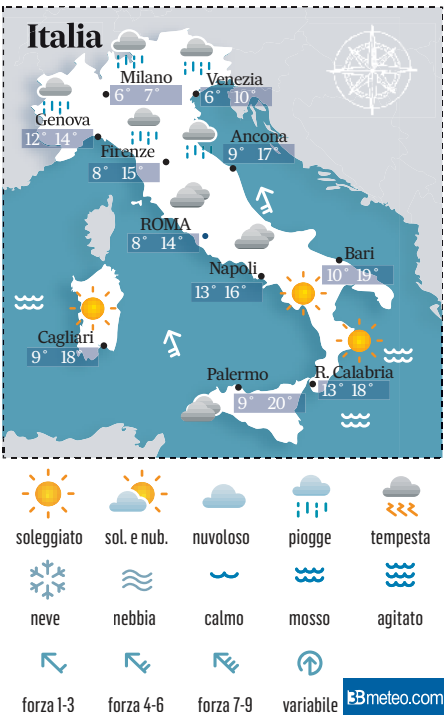 Italia
Milano
6° 7°
Venezia
6° 10°
Genova
12° 14°
Firenze
8° 15°
Ancona
9° 17°
ROMA
8° 14°
Napoli
13° 16°
Bari
10° 19°
Cagliari
9° 18°
Palermo
9° 20°
R. Calabria
13° 18°
soleggiato sol. e nub. nuvoloso piogge tempesta
neve nebbia calmo mosso agitato
forza 1-3 forza 4-6 forza 7-9 variabile
3Bmeteo.com